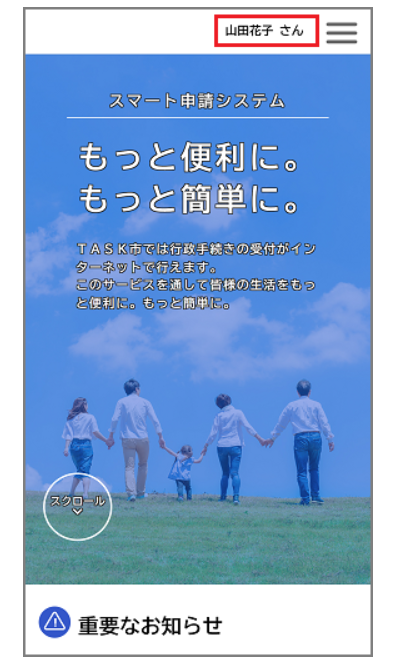 山田花子 さん
スマート申請システム
もっと便利に。
もっと簡単に。
TASK市では行政手続きの受付がイン
ターネットで行えます。
このサービスを通して皆様の生活をもっ
と便利に。もっと簡単に。
スクロール
重要なお知らせ